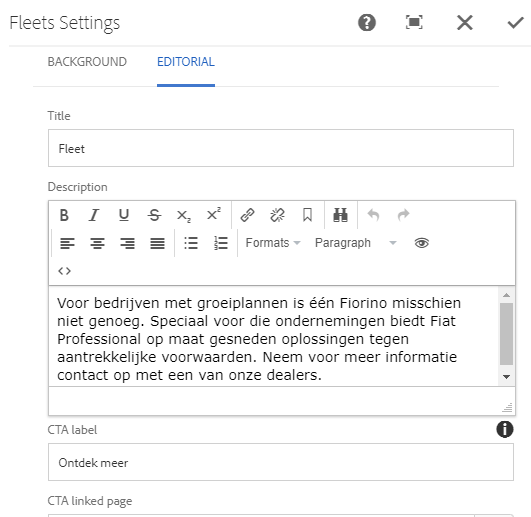 Fleets Settings
BACKGROUND EDITORIAL
Title
Fleet
Description
B I U S X2 X2
Formats Paragraph
<>
Voor bedrijven met groeiplannen is één Fiorino misschien
niet genoeg. Speciaal voor die ondernemingen biedt Fiat
Professional op maat gesneden oplossingen tegen
aantrekkelijke voorwaarden. Neem voor meer informatie
contact op met een van onze dealers.
CTA label
Ontdek meer
CTA linked page